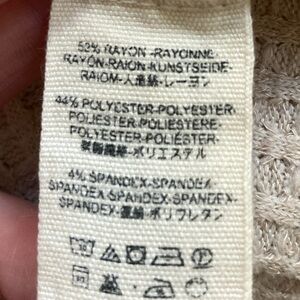 52% RAYON-RAYONNE-
RAYON-RAION-KUNSTSEIDE-
RAIOM-人造絲-レーヨン
44% POLYESTER-POLYESTER-
POLIESTER-POLIESTERE-
POLYESTER-POLIÉSTER-
聚酯纖維-ポリエステル
4% SPANDEX-SPANDEX-
SPANDEX-SPANDEX-SPANDEX-
SPANDEX-ポリウレタン